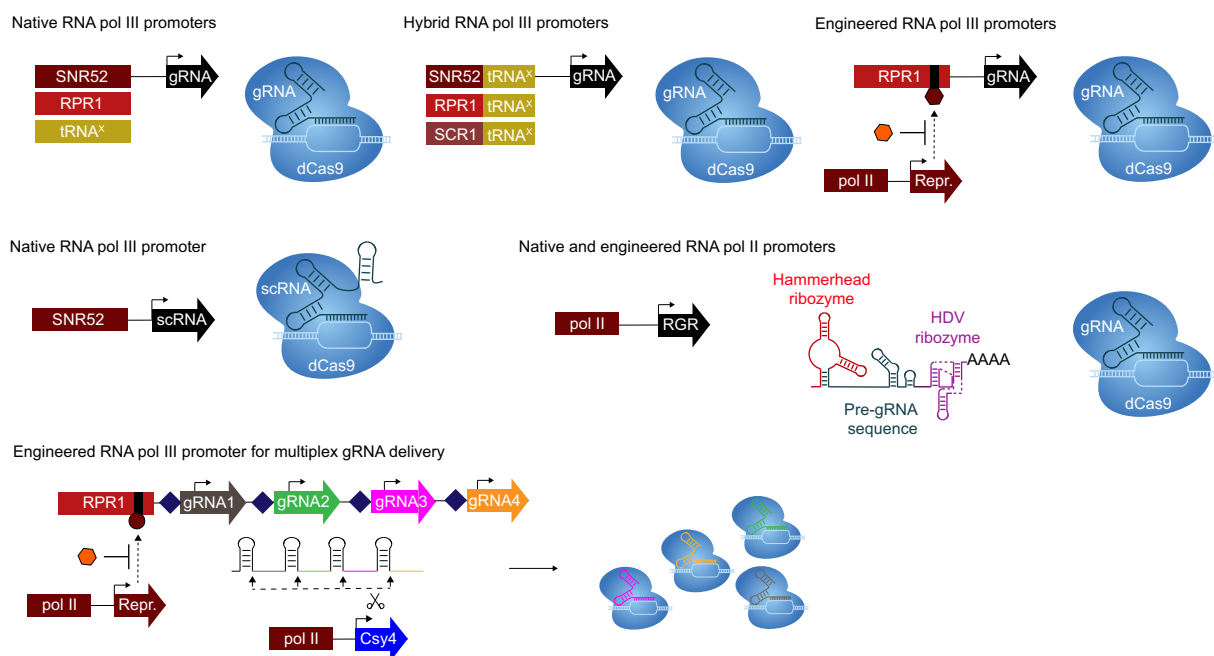 Native RNA pol III promoters
SNR52
gRNA
RPR1
tRNAˣ
gRNA
dCas9
Hybrid RNA pol III promoters
SNR52 tRNAˣ
gRNA
RPR1 tRNAˣ
SCR1 tRNAˣ
gRNA
dCas9
Engineered RNA pol III promoters
RPR1
gRNA
pol II
Repr.
gRNA
dCas9
Native RNA pol III promoter
SNR52
scRNA
scRNA
dCas9
Native and engineered RNA pol II promoters
pol II
RGR
Hammerhead
ribozyme
HDV
ribozyme
AAAA
Pre-gRNA
sequence
gRNA
dCas9
Engineered RNA pol III promoter for multiplex gRNA delivery
RPR1
gRNA1
gRNA2
gRNA3
gRNA4
pol II
Repr.
pol II
Csy4